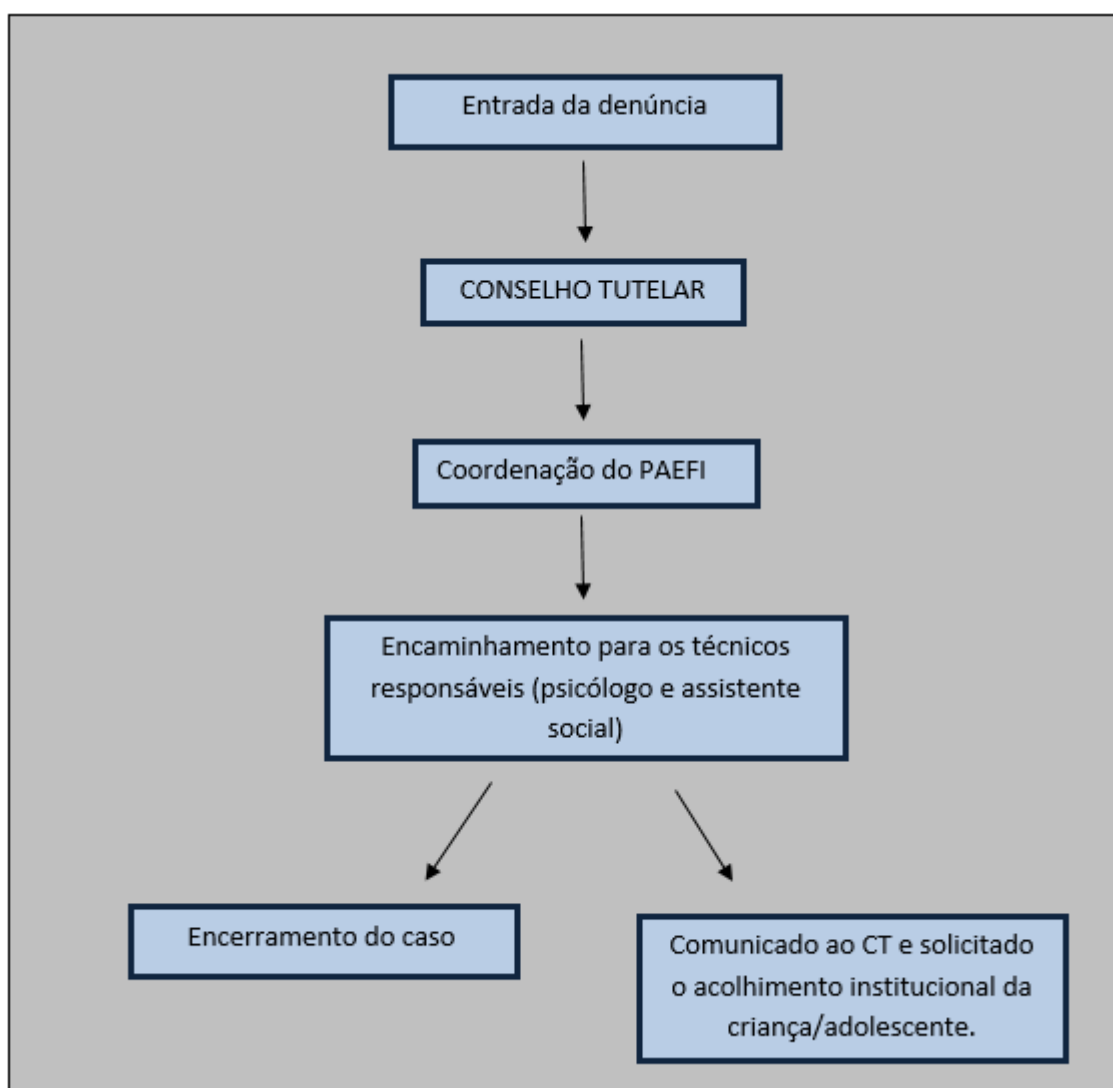 Entrada da denúncia
CONSELHO TUTELAR
Coordenação do PAEFI
Encaminhamento para os técnicos
responsáveis (psicólogo e assistente
social)
Encerramento do caso
Comunicado ao CT e solicitado
o acolhimento institucional da
criança/adolescente.